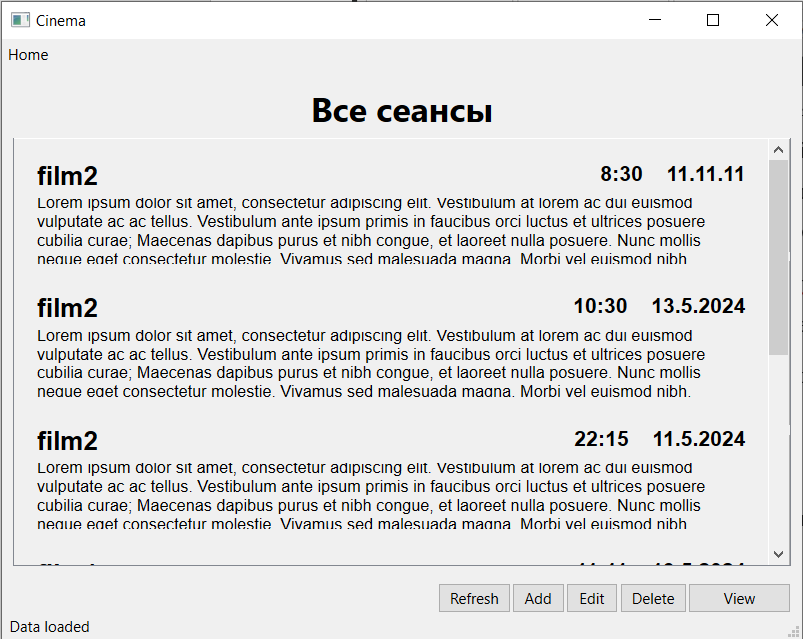 Cinema
Home
Все сеансы
film2 8:30 11.11.11
Lorem ipsum dolor sit amet, consectetur adipiscing elit. Vestibulum at lorem ac dui euismod
vulputate ac ac tellus. Vestibulum ante ipsum primis in faucibus orci luctus et ultrices posuere
cubilia curae; Maecenas dapibus purus et nibh congue, et laoreet nulla posuere. Nunc mollis
neque eget consectetur molestie. Vivamus sed malesuada magna. Morbi vel euismod nibh
film2 10:30 13.5.2024
Lorem ipsum dolor sit amet, consectetur adipiscing elit. Vestibulum at lorem ac dui euismod
vulputate ac ac tellus. Vestibulum ante ipsum primis in faucibus orci luctus et ultrices posuere
cubilia curae; Maecenas dapibus purus et nibh congue, et laoreet nulla posuere. Nunc mollis
neque eget consectetur molestie. Vivamus sed malesuada magna. Morbi vel euismod nibh.
film2 22:15 11.5.2024
Lorem ipsum dolor sit amet, consectetur adipiscing elit. Vestibulum at lorem ac dui euismod
vulputate ac ac tellus. Vestibulum ante ipsum primis in faucibus orci luctus et ultrices posuere
cubilia curae; Maecenas dapibus purus et nibh congue, et laoreet nulla posuere. Nunc mollis
neque eget consectetur molestie. Vivamus sed malesuada magna. Morbi vel euismod nibh
Refresh Add Edit Delete View
Data loaded